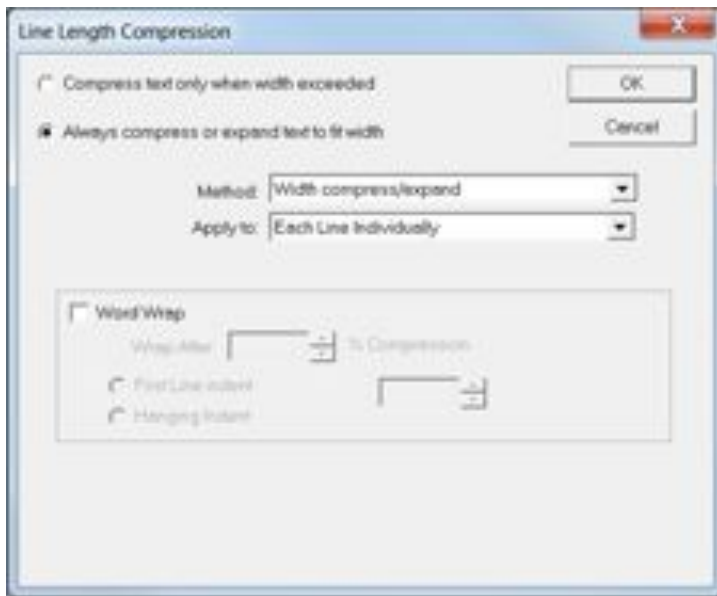 Line Length Compression
Compress text only when width exceeded
OK
Always compress or expand text to fit width
Cancel
Method: Width compress/expand
Apply to: Each Line Individually
Word Wrap
Wrap After % Compression
First Line Indent
Hanging Indent